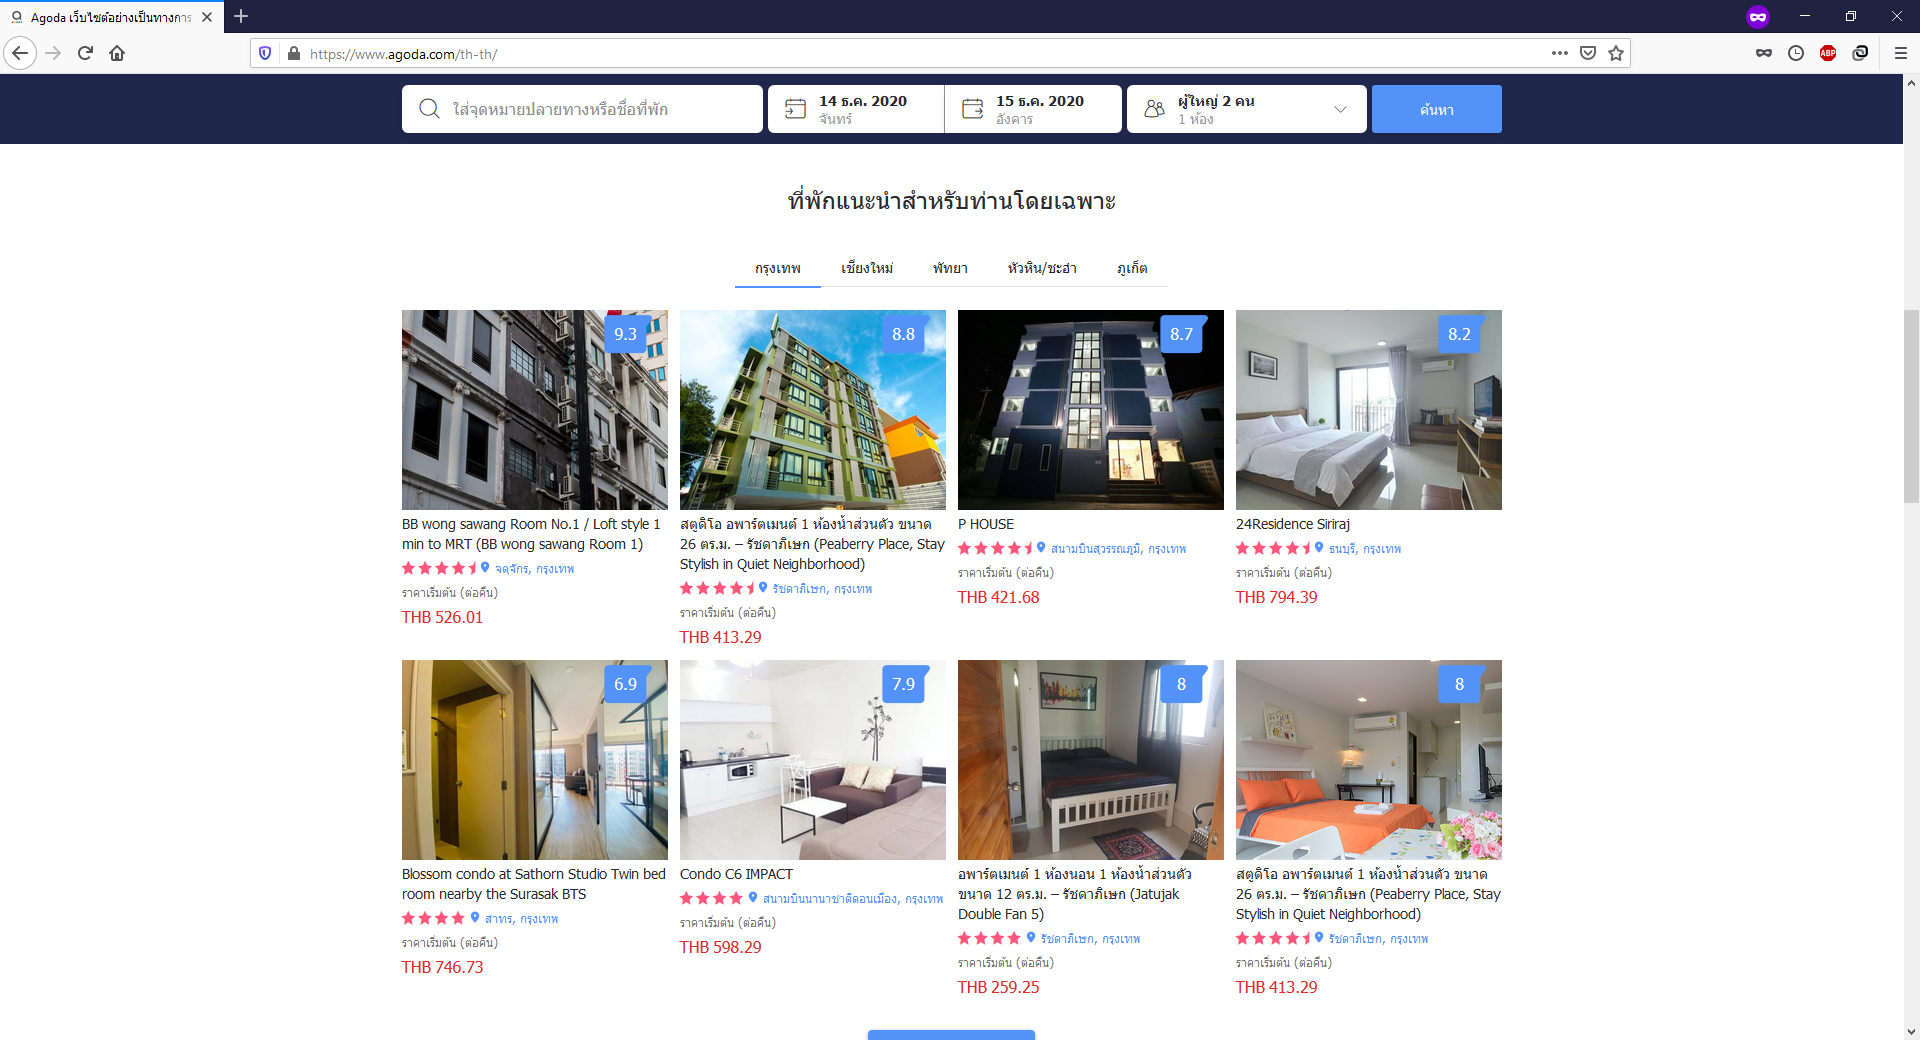 Agoda เว็บไซต์อย่างเป็นทางการ
https://www.agoda.com/th-th/
ABP
ใส่จุดหมายปลายทางหรือชื่อที่พัก
14 ธ.ค. 2020
จันทร์
15 ธ.ค. 2020
อังคาร
ผู้ใหญ่ 2 คน
1 ห้อง
ค้นหา
ที่พักแนะนำสำหรับท่านโดยเฉพาะ
กรุงเทพ เชียงใหม่ พัทยา หัวหิน/ชะอำ ภูเก็ต
9.3
BB wong sawang Room No.1 / Loft style 1
min to MRT (BB wong sawang Room 1)
จตุจักร, กรุงเทพ
ราคาเริ่มต้น (ต่อคืน)
THB 526.01
8.8
สตูดิโอ อพาร์ตเมนต์ 1 ห้องน้ำส่วนตัว ขนาด
26 ตร.ม. – รัชดาภิเษก (Peaberry Place, Stay
Stylish in Quiet Neighborhood)
รัชดาภิเษก, กรุงเทพ
ราคาเริ่มต้น (ต่อคืน)
THB 413.29
8.7
P HOUSE
สนามบินสุวรรณภูมิ, กรุงเทพ
ราคาเริ่มต้น (ต่อคืน)
THB 421.68
8.2
24Residence Siriraj
ธนบุรี, กรุงเทพ
ราคาเริ่มต้น (ต่อคืน)
THB 794.39
6.9
Blossom condo at Sathorn Studio Twin bed
room nearby the Surasak BTS
สาทร, กรุงเทพ
ราคาเริ่มต้น (ต่อคืน)
THB 746.73
7.9
Condo C6 IMPACT
สนามบินนานาชาติดอนเมือง, กรุงเทพ
ราคาเริ่มต้น (ต่อคืน)
THB 598.29
8
อพาร์ตเมนต์ 1 ห้องนอน 1 ห้องน้ำส่วนตัว
ขนาด 12 ตร.ม. – รัชดาภิเษก (Jatujak
Double Fan 5)
รัชดาภิเษก, กรุงเทพ
ราคาเริ่มต้น (ต่อคืน)
THB 259.25
8
สตูดิโอ อพาร์ตเมนต์ 1 ห้องน้ำส่วนตัว ขนาด
26 ตร.ม. – รัชดาภิเษก (Peaberry Place, Stay
Stylish in Quiet Neighborhood)
รัชดาภิเษก, กรุงเทพ
ราคาเริ่มต้น (ต่อคืน)
THB 413.29